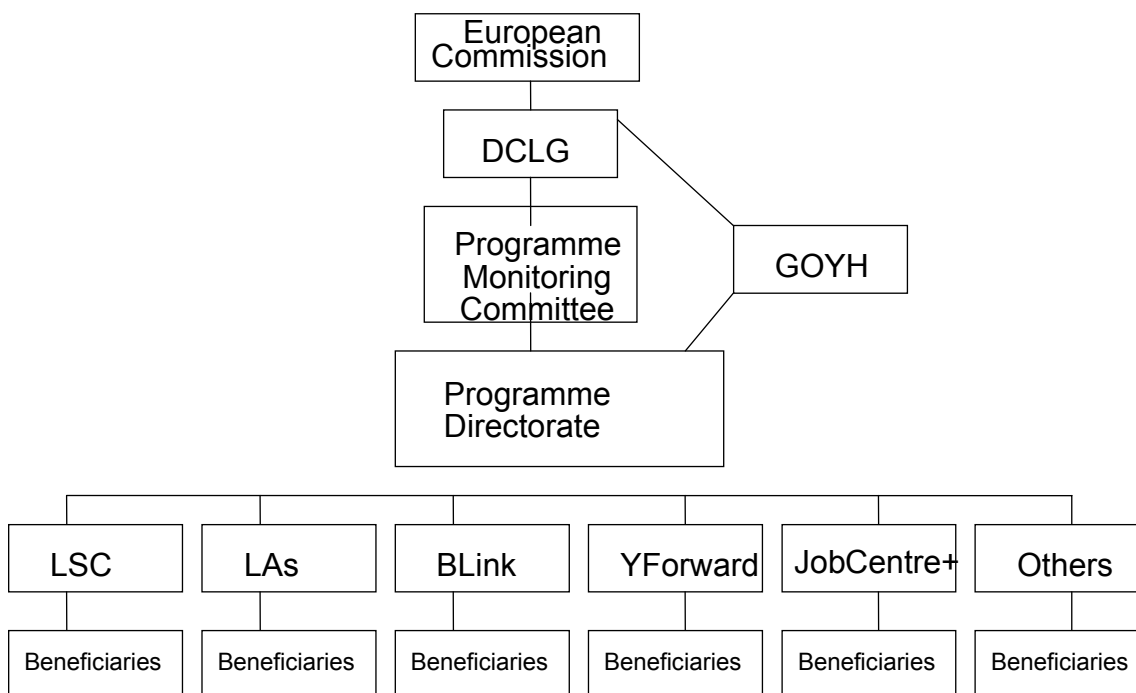 European
Commission
DCLG
Programme
Monitoring
Committee
GOYH
Programme
Directorate
LSC
LAs
BLink
YForward
JobCentre+
Others
Beneficiaries
Beneficiaries
Beneficiaries
Beneficiaries
Beneficiaries
Beneficiaries